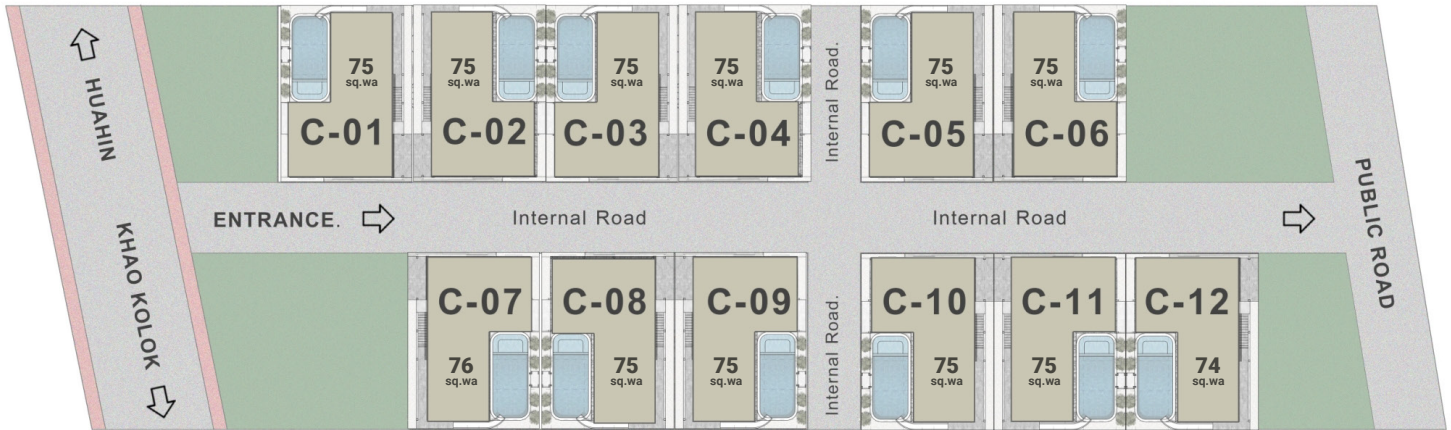 HUAHIN
KHAO KOLOK
75
sq.wa
C-01
75
sq.wa
C-02
75
sq.wa
C-03
75
sq.wa
C-04
Internal Road.
75
sq.wa
C-05
75
sq.wa
C-06
ENTRANCE.
Internal Road
Internal Road
PUBLIC ROAD
C-07
76
sq.wa
C-08
75
sq.wa
C-09
75
sq.wa
Internal Road.
C-10
75
sq.wa
C-11
75
sq.wa
C-12
74
sq.wa